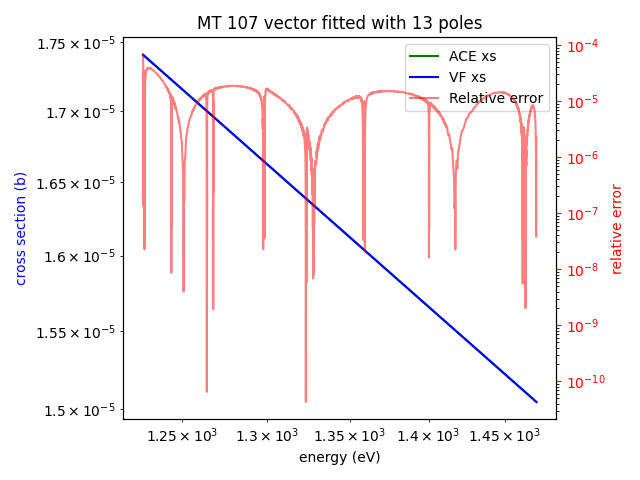 MT 107 vector fitted with 13 poles
ACE xs
VF xs
Relative error
1.75 × 10⁻⁵
1.7 × 10⁻⁵
1.65 × 10⁻⁵
1.6 × 10⁻⁵
1.55 × 10⁻⁵
1.5 × 10⁻⁵
cross section (b)
10⁻⁴
10⁻⁵
10⁻⁶
10⁻⁷
10⁻⁸
10⁻⁹
10⁻¹⁰
relative error
1.25 × 10³ 1.3 × 10³ 1.35 × 10³ 1.4 × 10³ 1.45 × 10³
energy (eV)